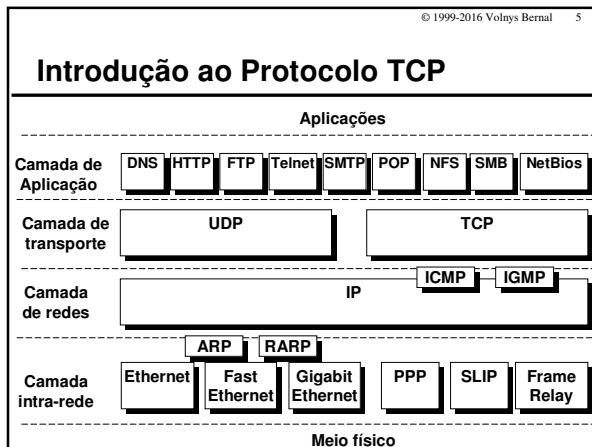 © 1999-2016 Volnys Bernal 5
Introdução ao Protocolo TCP
Aplicações
Camada de
Aplicação
DNS HTTP FTP Telnet SMTP POP NFS SMB NetBios
Camada de
transporte
UDP TCP
ICMP IGMP
Camada
de redes
IP
ARP RARP
Camada
intra-rede
Ethernet Fast Gigabit PPP SLIP Frame
Ethernet Ethernet Relay
Meio físico